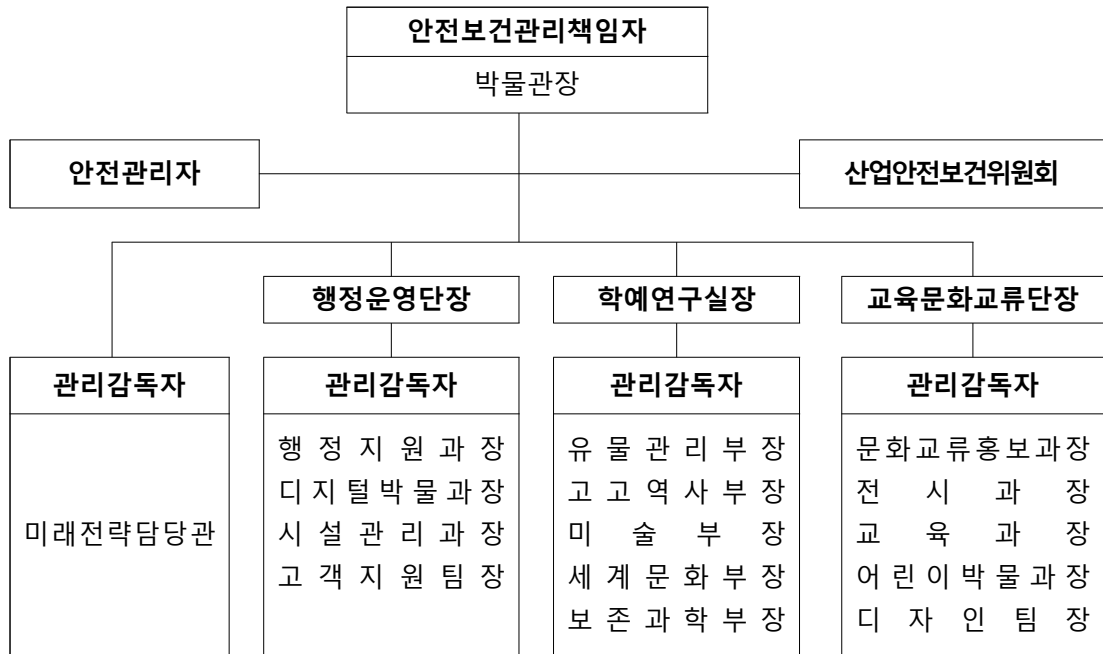 안전보건관리책임자
박물관장
안전관리자
산업안전보건위원회
행정운영단장
학예연구실장
교육문화교류단장
관리감독자
미래전략담당관
관리감독자
행정지원과장
디지털박물과장
시설관리과장
고객지원팀장
관리감독자
유물관리부장
고고역사부장
미술부장
세계문화부장
보존과학부장
관리감독자
문화교류홍보과장
전시과장
교육과장
어린이박물과장
디자인팀장